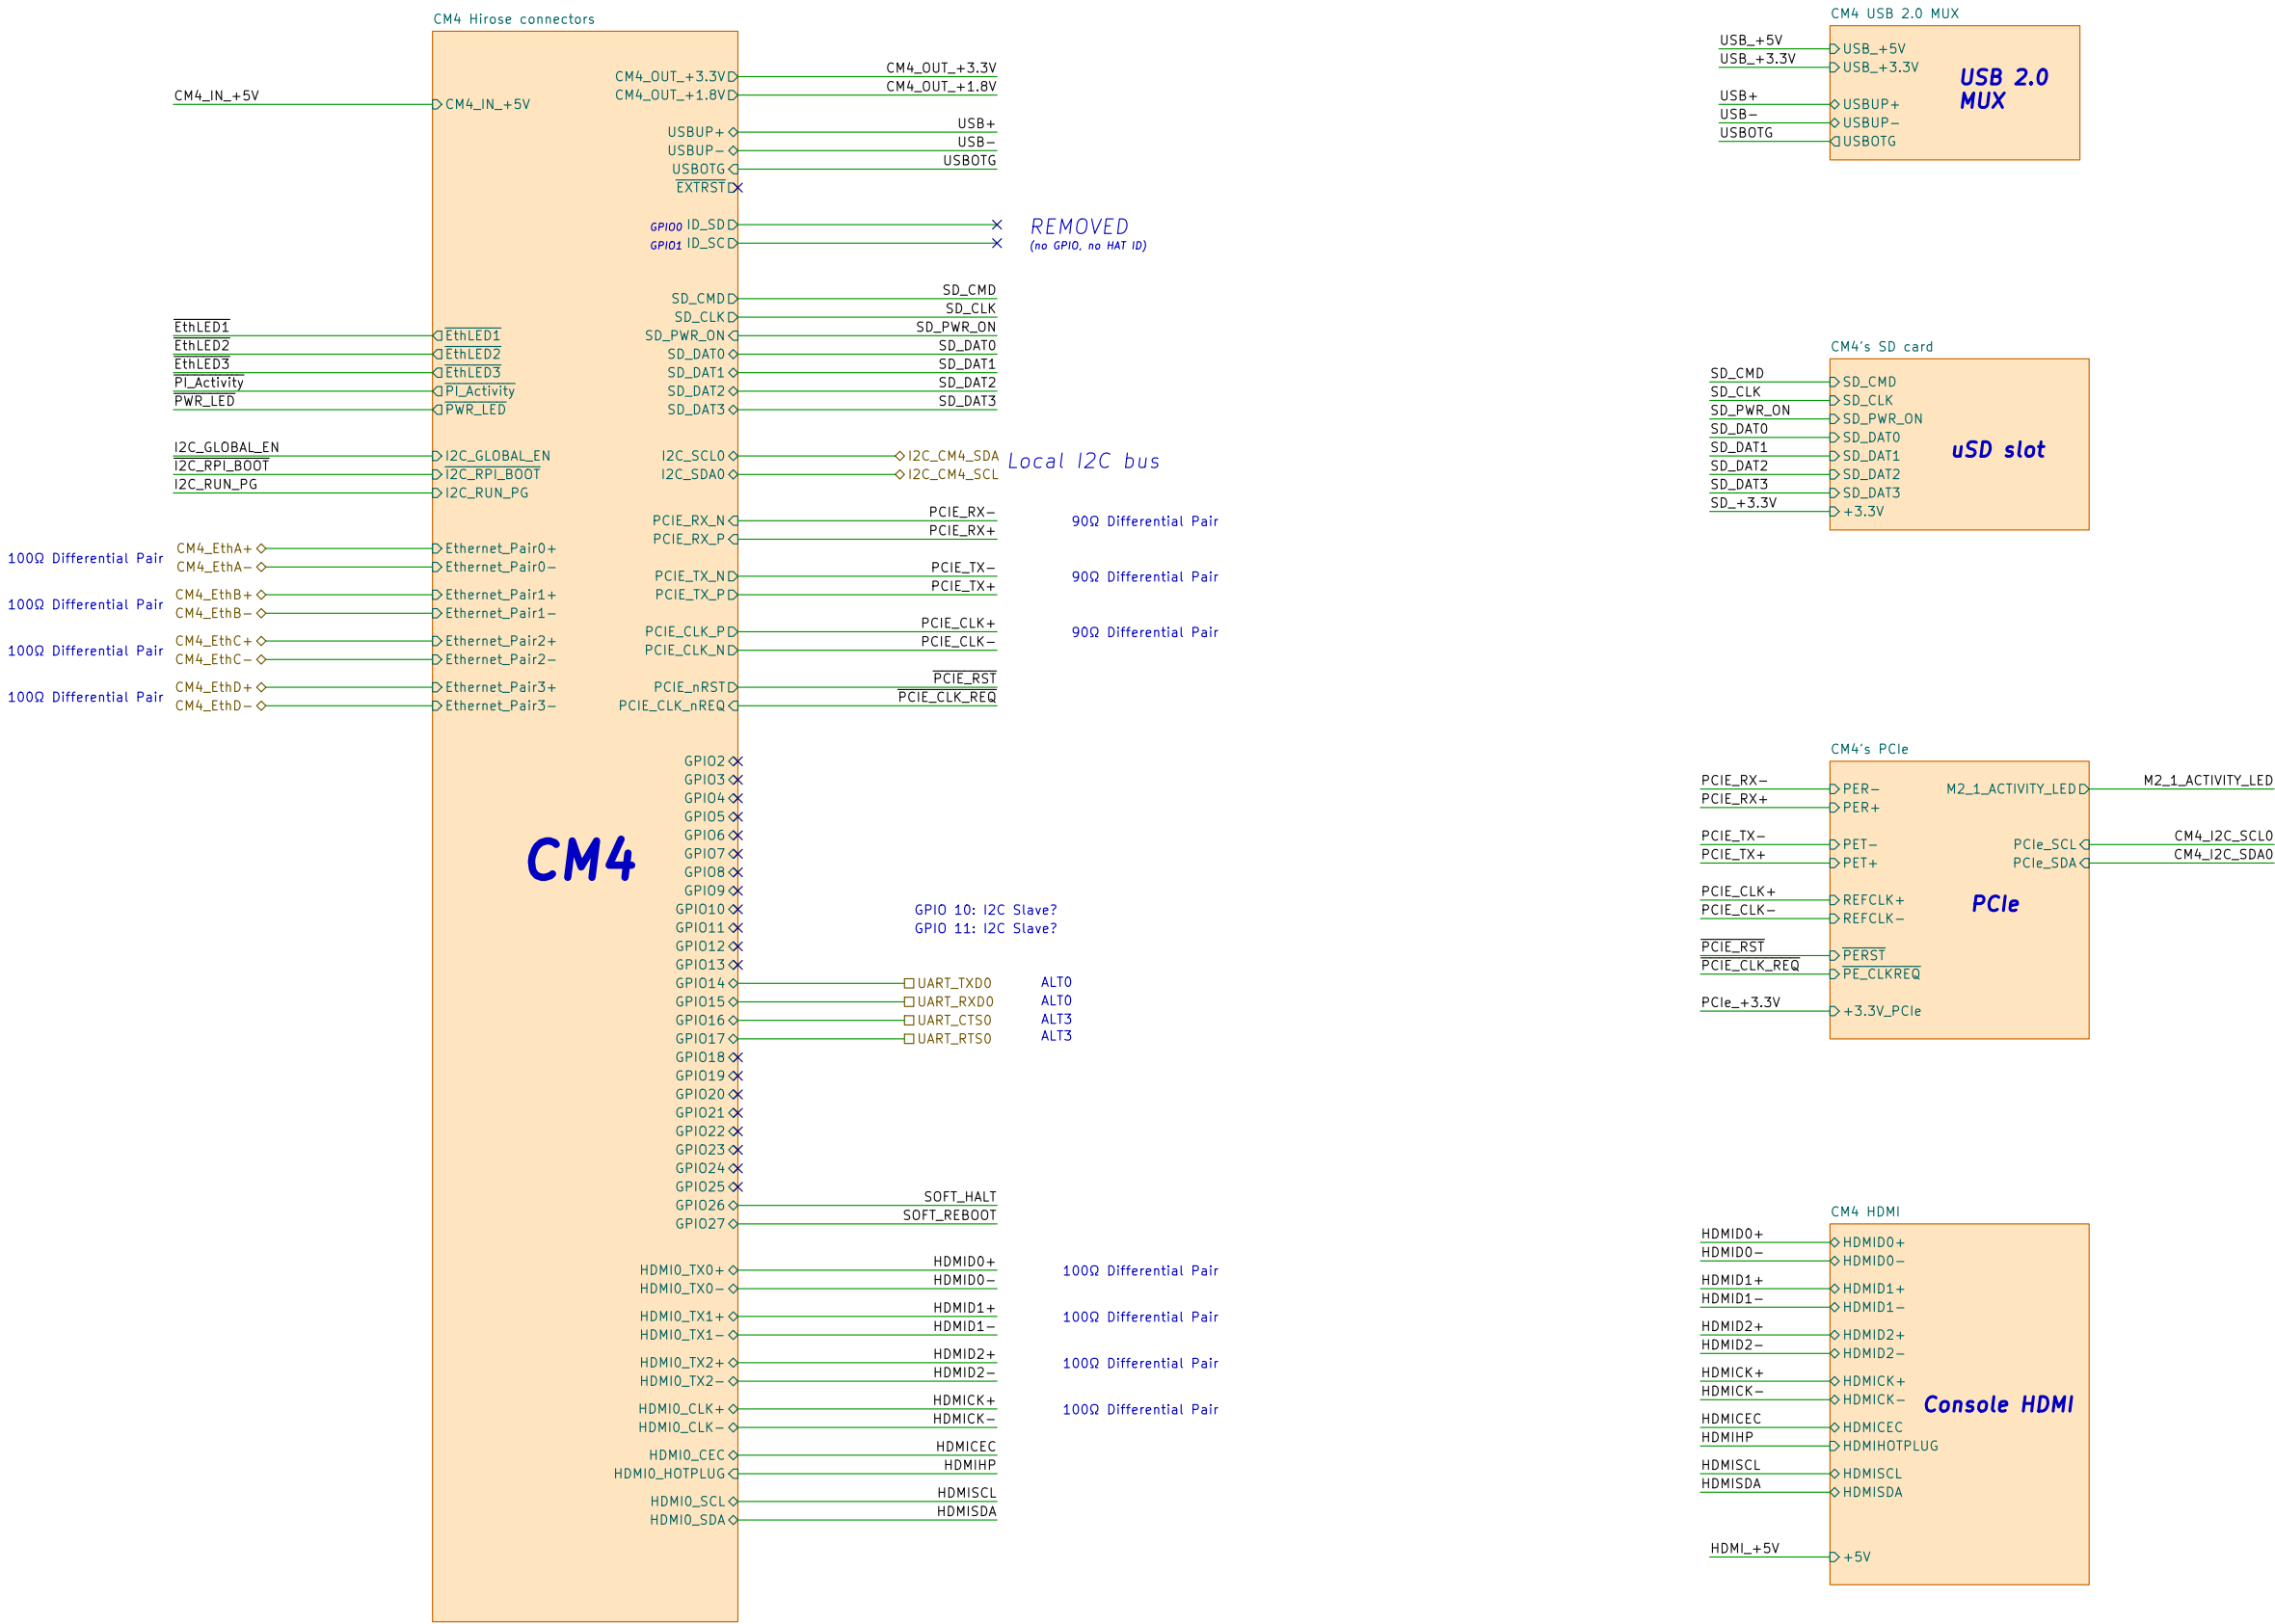 CM4 Hirose connectors
CM4_IN_+5V
CM4_IN_+5V
EthLED1
EthLED1
EthLED2
EthLED2
EthLED3
EthLED3
PI_Activity
PI_Activity
PWR_LED
PWR_LED
I2C_GLOBAL_EN
I2C_GLOBAL_EN
I2C_RPI_BOOT
I2C_RPI_BOOT
I2C_RUN_PG
I2C_RUN_PG
100Ω Differential Pair
CM4_EthA+
Ethernet_Pair0+
CM4_EthA-
Ethernet_Pair0-
100Ω Differential Pair
CM4_EthB+
Ethernet_Pair1+
CM4_EthB-
Ethernet_Pair1-
100Ω Differential Pair
CM4_EthC+
Ethernet_Pair2+
CM4_EthC-
Ethernet_Pair2-
100Ω Differential Pair
CM4_EthD+
Ethernet_Pair3+
CM4_EthD-
Ethernet_Pair3-
CM4
CM4_OUT_+3.3V
CM4_OUT_+3.3V
CM4_OUT_+1.8V
CM4_OUT_+1.8V
USBUP+
USB+
USBUP-
USB-
USBOTG
USBOTG
EXTRST
GPIO0
ID_SD
GPIO1
ID_SC
REMOVED
(no GPIO, no HAT ID)
SD_CMD
SD_CMD
SD_CLK
SD_CLK
SD_PWR_ON
SD_PWR_ON
SD_DAT0
SD_DAT0
SD_DAT1
SD_DAT1
SD_DAT2
SD_DAT2
SD_DAT3
SD_DAT3
I2C_SCL0
I2C_CM4_SDA
I2C_SDA0
I2C_CM4_SCL
Local I2C bus
PCIE_RX_N
PCIE_RX-
PCIE_RX_P
PCIE_RX+
90Ω Differential Pair
PCIE_TX_N
PCIE_TX-
PCIE_TX_P
PCIE_TX+
90Ω Differential Pair
PCIE_CLK_P
PCIE_CLK+
PCIE_CLK_N
PCIE_CLK-
90Ω Differential Pair
PCIE_nRST
PCIE_RST
PCIE_CLK_nREQ
PCIE_CLK_REQ
GPIO2
GPIO3
GPIO4
GPIO5
GPIO6
GPIO7
GPIO8
GPIO9
GPIO10
GPIO 10: I2C Slave?
GPIO11
GPIO 11: I2C Slave?
GPIO12
GPIO13
GPIO14
UART_TXD0
ALT0
GPIO15
UART_RXD0
ALT0
GPIO16
UART_CTS0
ALT3
GPIO17
UART_RTS0
ALT3
GPIO18
GPIO19
GPIO20
GPIO21
GPIO22
GPIO23
GPIO24
GPIO25
GPIO26
SOFT_HALT
GPIO27
SOFT_REBOOT
HDMI0_TX0+
HDMID0+
HDMI0_TX0-
HDMID0-
100Ω Differential Pair
HDMI0_TX1+
HDMID1+
HDMI0_TX1-
HDMID1-
100Ω Differential Pair
HDMI0_TX2+
HDMID2+
HDMI0_TX2-
HDMID2-
100Ω Differential Pair
HDMI0_CLK+
HDMICK+
HDMI0_CLK-
HDMICK-
100Ω Differential Pair
HDMI0_CEC
HDMICEC
HDMI0_HOTPLUG
HDMIHP
HDMI0_SCL
HDMISCL
HDMI0_SDA
HDMISDA
CM4 USB 2.0 MUX
USB_+5V
USB_+5V
USB_+3.3V
USB_+3.3V
USB+
USBUP+
USB-
USBUP-
USBOTG
USBOTG
USB 2.0
MUX
CM4's SD card
SD_CMD
SD_CMD
SD_CLK
SD_CLK
SD_PWR_ON
SD_PWR_ON
SD_DAT0
SD_DAT0
SD_DAT1
SD_DAT1
SD_DAT2
SD_DAT2
SD_DAT3
SD_DAT3
SD_+3.3V
+3.3V
uSD slot
CM4's PCIe
PCIE_RX-
PER-
PCIE_RX+
PER+
PCIE_TX-
PET-
PCIE_TX+
PET+
PCIE_CLK+
REFCLK+
PCIE_CLK-
REFCLK-
PCIE_RST
PERST
PCIE_CLK_REQ
PE_CLKREQ
PCIe_+3.3V
+3.3V_PCIe
PCIe
M2_1_ACTIVITY_LED
M2_1_ACTIVITY_LED
PCIe_SCL
CM4_I2C_SCL0
PCIe_SDA
CM4_I2C_SDA0
CM4 HDMI
HDMID0+
HDMID0+
HDMID0-
HDMID0-
HDMID1+
HDMID1+
HDMID1-
HDMID1-
HDMID2+
HDMID2+
HDMID2-
HDMID2-
HDMICK+
HDMICK+
HDMICK-
HDMICK-
HDMICEC
HDMICEC
HDMIHP
HDMIHOTPLUG
HDMISCL
HDMISCL
HDMISDA
HDMISDA
HDMI_+5V
+5V
Console HDMI